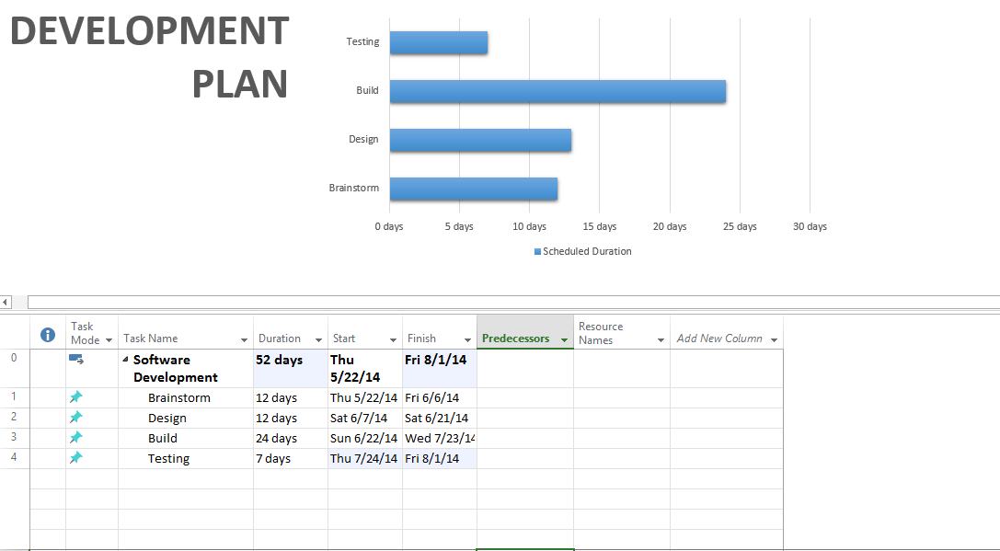 DEVELOPMENT
PLAN
Testing
Build
Design
Brainstorm
0 days 5 days 10 days 15 days 20 days 25 days 30 days
Scheduled Duration
Task Mode Task Name Duration Start Finish Predecessors Resource Names Add New Column
0 Software Development 52 days Thu 5/22/14 Fri 8/1/14
1 Brainstorm 12 days Thu 5/22/14 Fri 6/6/14
2 Design 12 days Sat 6/7/14 Sat 6/21/14
3 Build 24 days Sun 6/22/14 Wed 7/23/14
4 Testing 7 days Thu 7/24/14 Fri 8/1/14